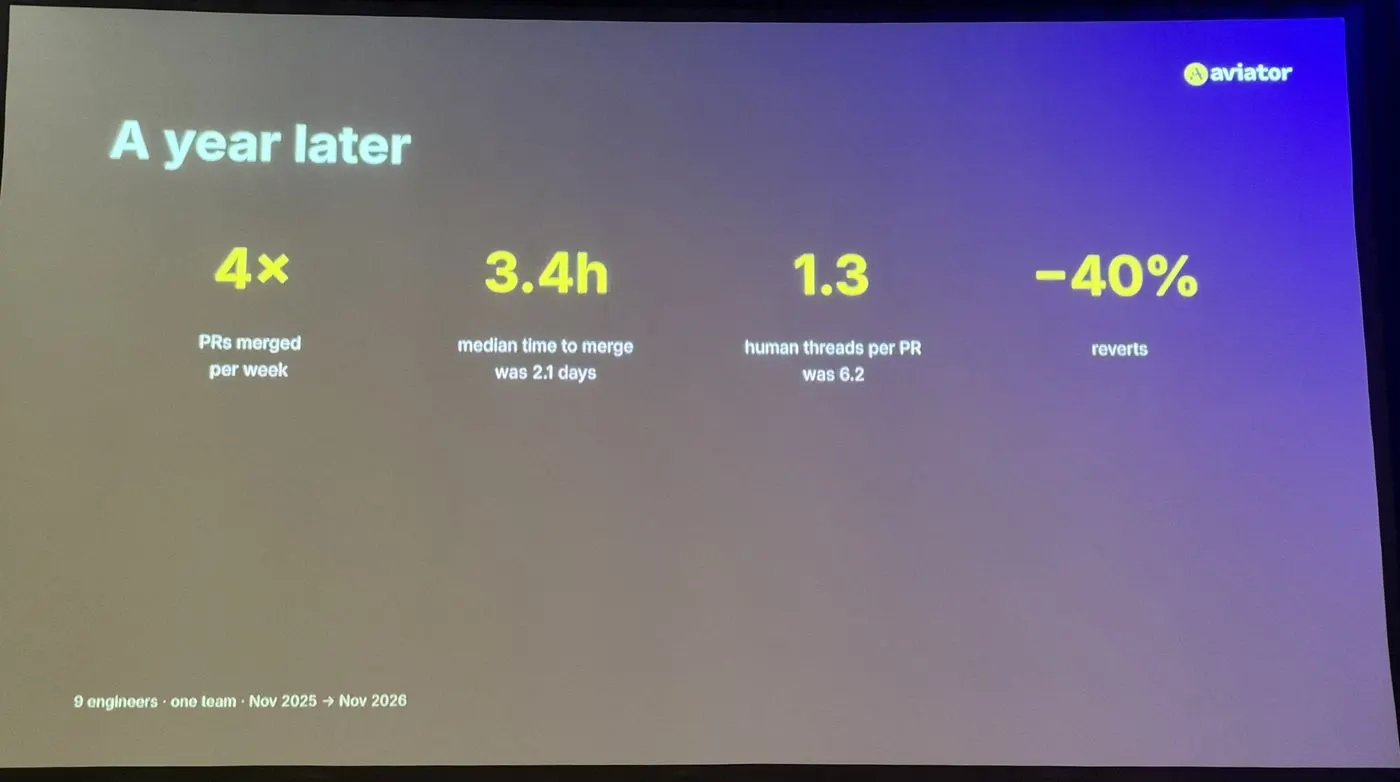 aviator
A year later
4×
PRs merged
per week
3.4h
median time to merge
was 2.1 days
1.3
human threads per PR
was 6.2
−40%
reverts
9 engineers · one team · Nov 2025 → Nov 2026